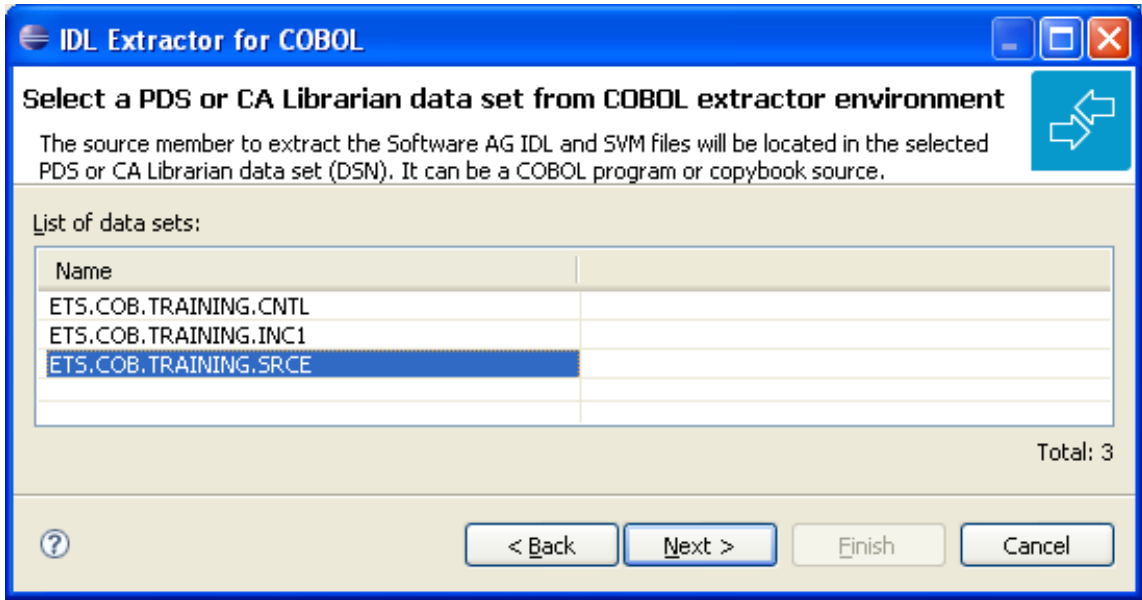 IDL Extractor for COBOL
Select a PDS or CA Librarian data set from COBOL extractor environment
The source member to extract the Software AG IDL and SVM files will be located in the selected
PDS or CA Librarian data set (DSN). It can be a COBOL program or copybook source.
List of data sets:
Name
ETS.COB.TRAINING.CNTL
ETS.COB.TRAINING.INC1
ETS.COB.TRAINING.SRCE
Total: 3
? < Back Next > Finish Cancel